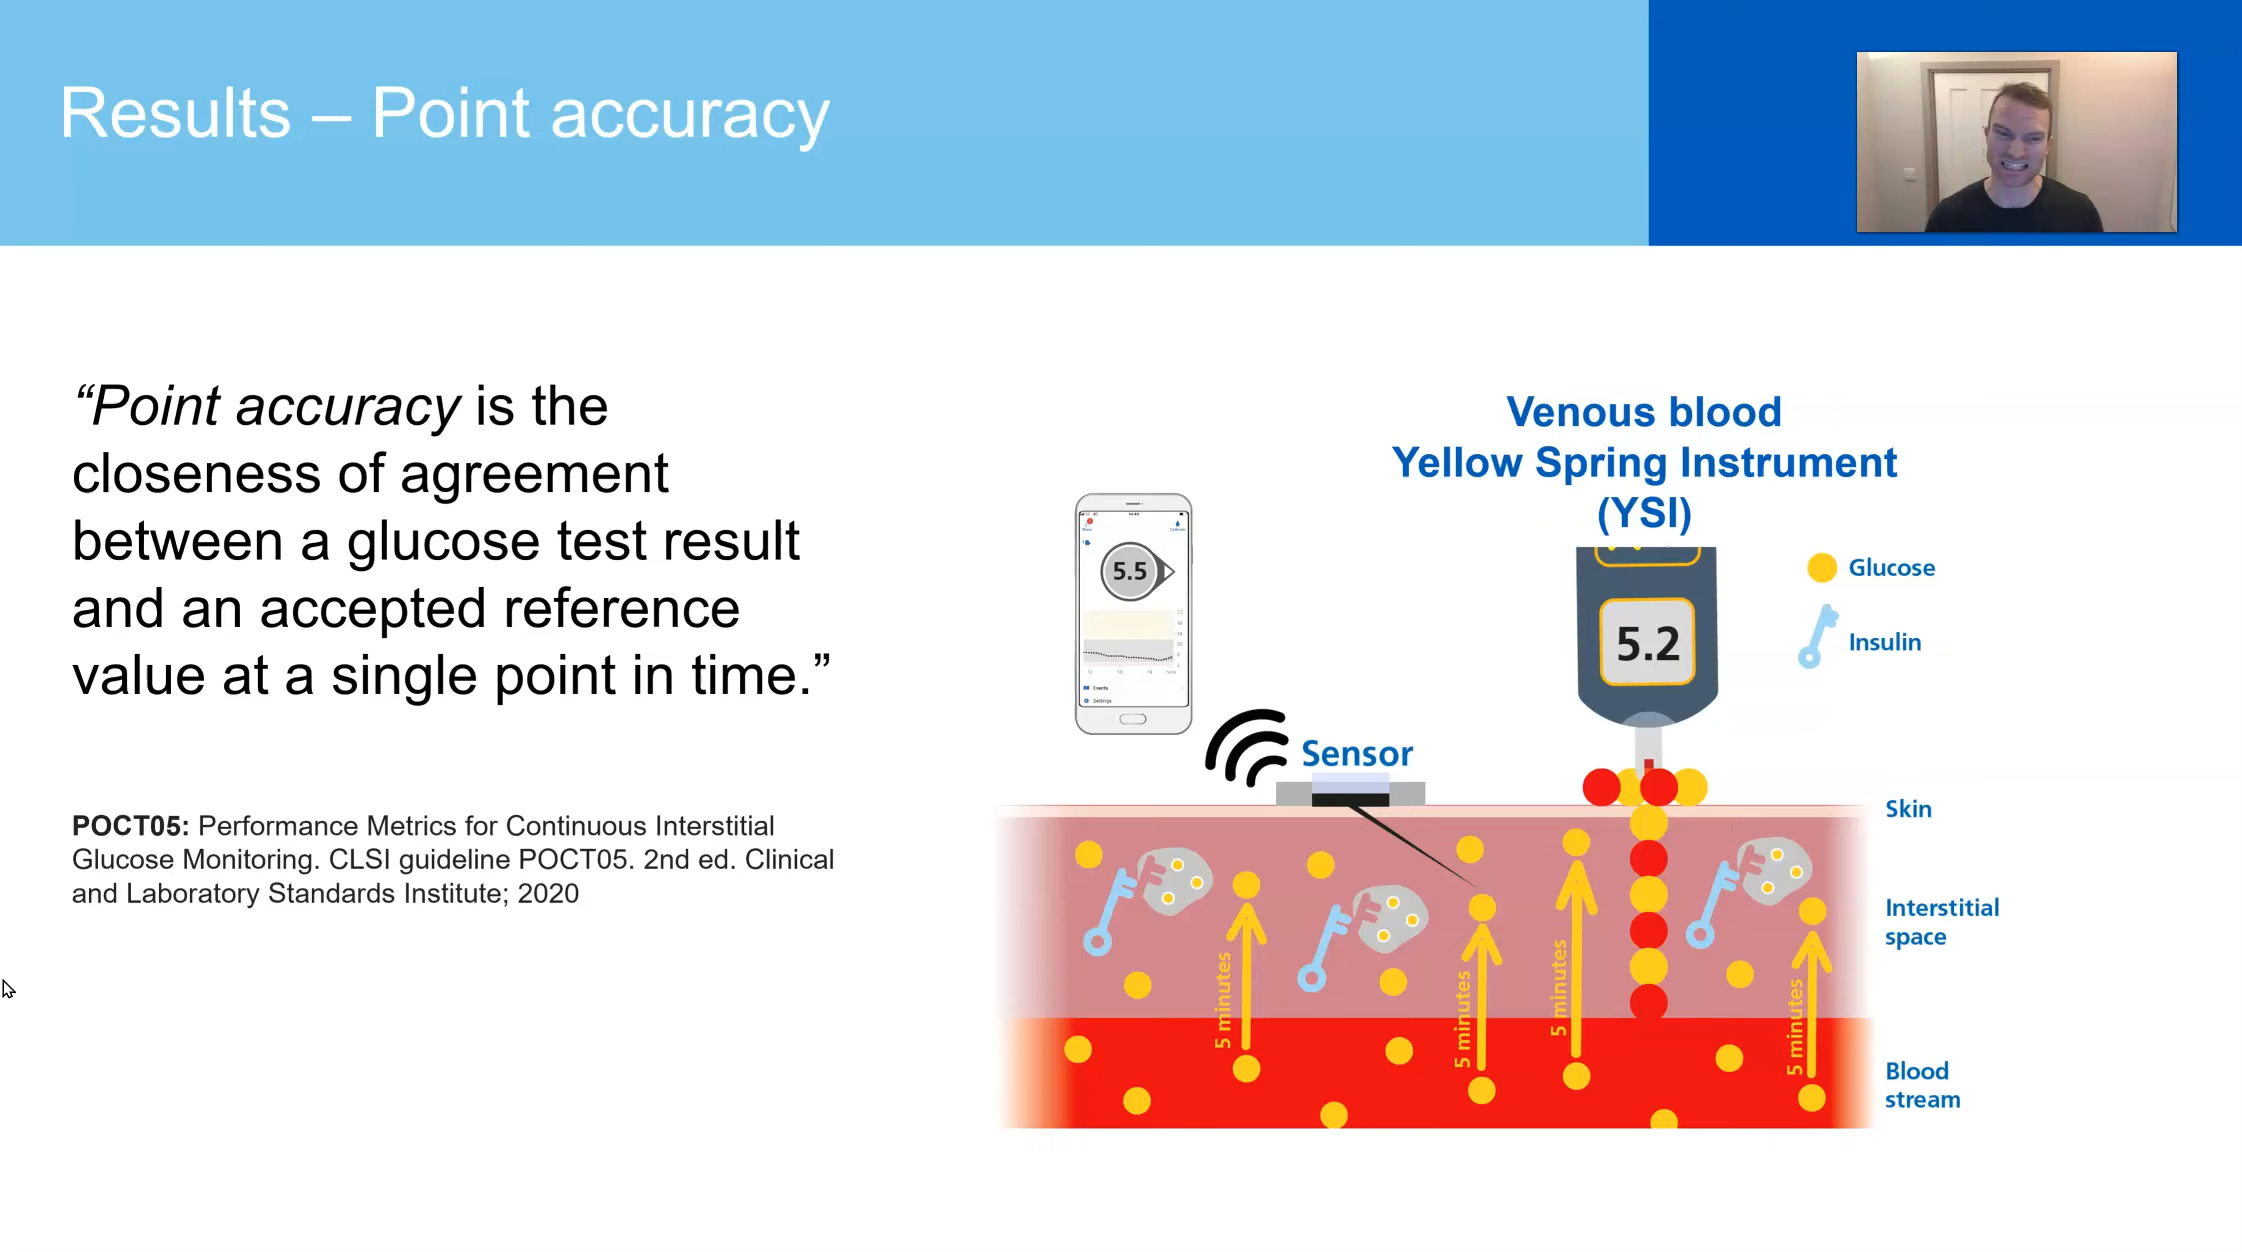 Results – Point accuracy
“Point accuracy is the
closeness of agreement
between a glucose test result
and an accepted reference
value at a single point in time.”
POCT05: Performance Metrics for Continuous Interstitial
Glucose Monitoring. CLSI guideline POCT05. 2nd ed. Clinical
and Laboratory Standards Institute; 2020
Venous blood
Yellow Spring Instrument
(YSI)
5.5
Events
Settings
5.2
Glucose
Insulin
Sensor
Skin
Interstitial
space
Blood
stream
5 minutes
5 minutes
5 minutes
5 minutes